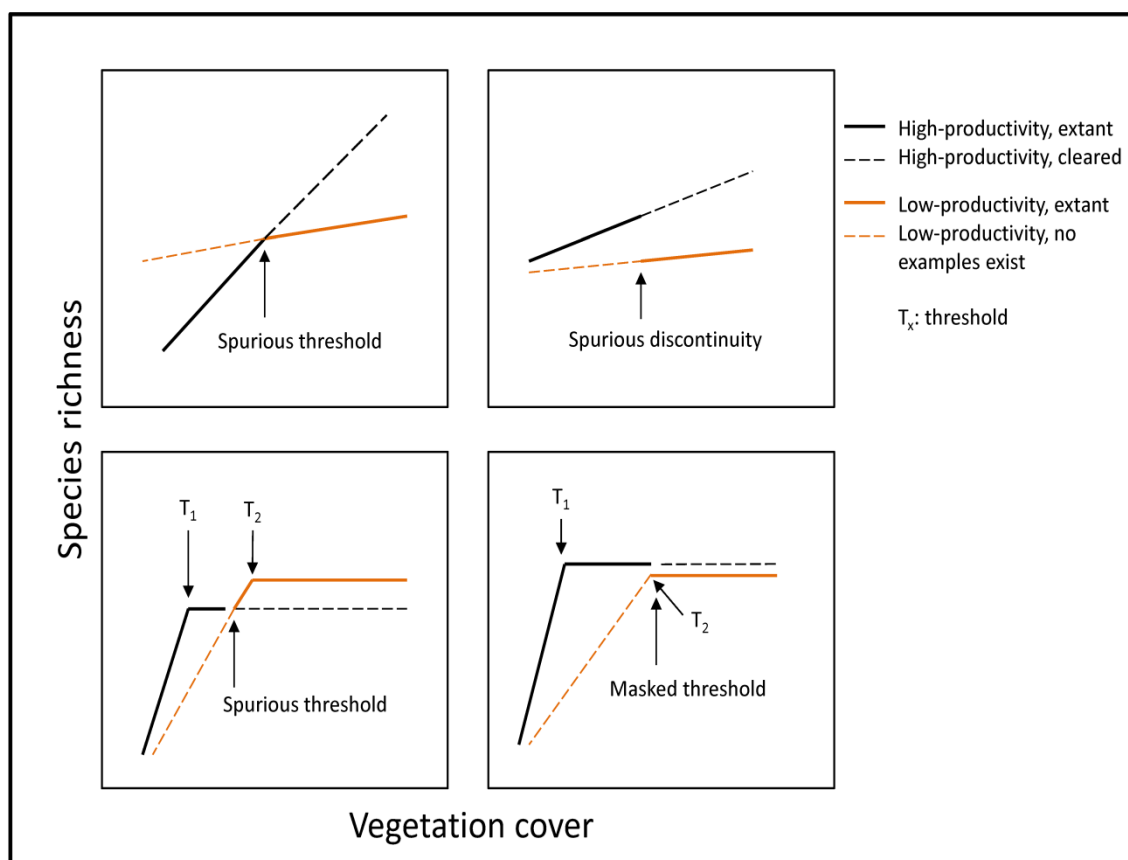 Species richness
Spurious threshold
Spurious discontinuity
High-productivity, extant
High-productivity, cleared
Low-productivity, extant
Low-productivity, no
examples exist
Tx: threshold
T1
T2
Spurious threshold
T1
T2
Masked threshold
Vegetation cover